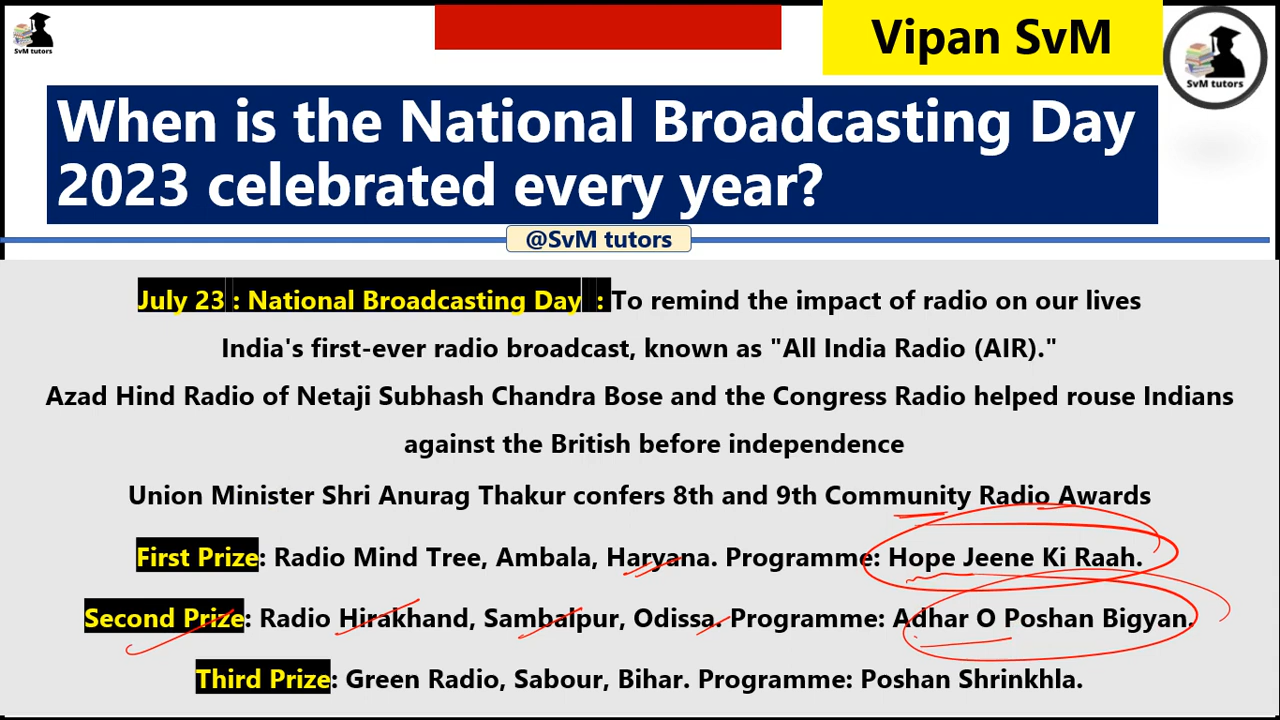 SvM tutors
Vipan SvM
SvM tutors
When is the National Broadcasting Day
2023 celebrated every year?
@SvM tutors
July 23 : National Broadcasting Day : To remind the impact of radio on our lives
India's first-ever radio broadcast, known as "All India Radio (AIR)."
Azad Hind Radio of Netaji Subhash Chandra Bose and the Congress Radio helped rouse Indians
against the British before independence
Union Minister Shri Anurag Thakur confers 8th and 9th Community Radio Awards
First Prize: Radio Mind Tree, Ambala, Haryana. Programme: Hope Jeene Ki Raah.
Second Prize: Radio Hirakhand, Sambalpur, Odissa. Programme: Adhar O Poshan Bigyan.
Third Prize: Green Radio, Sabour, Bihar. Programme: Poshan Shrinkhla.